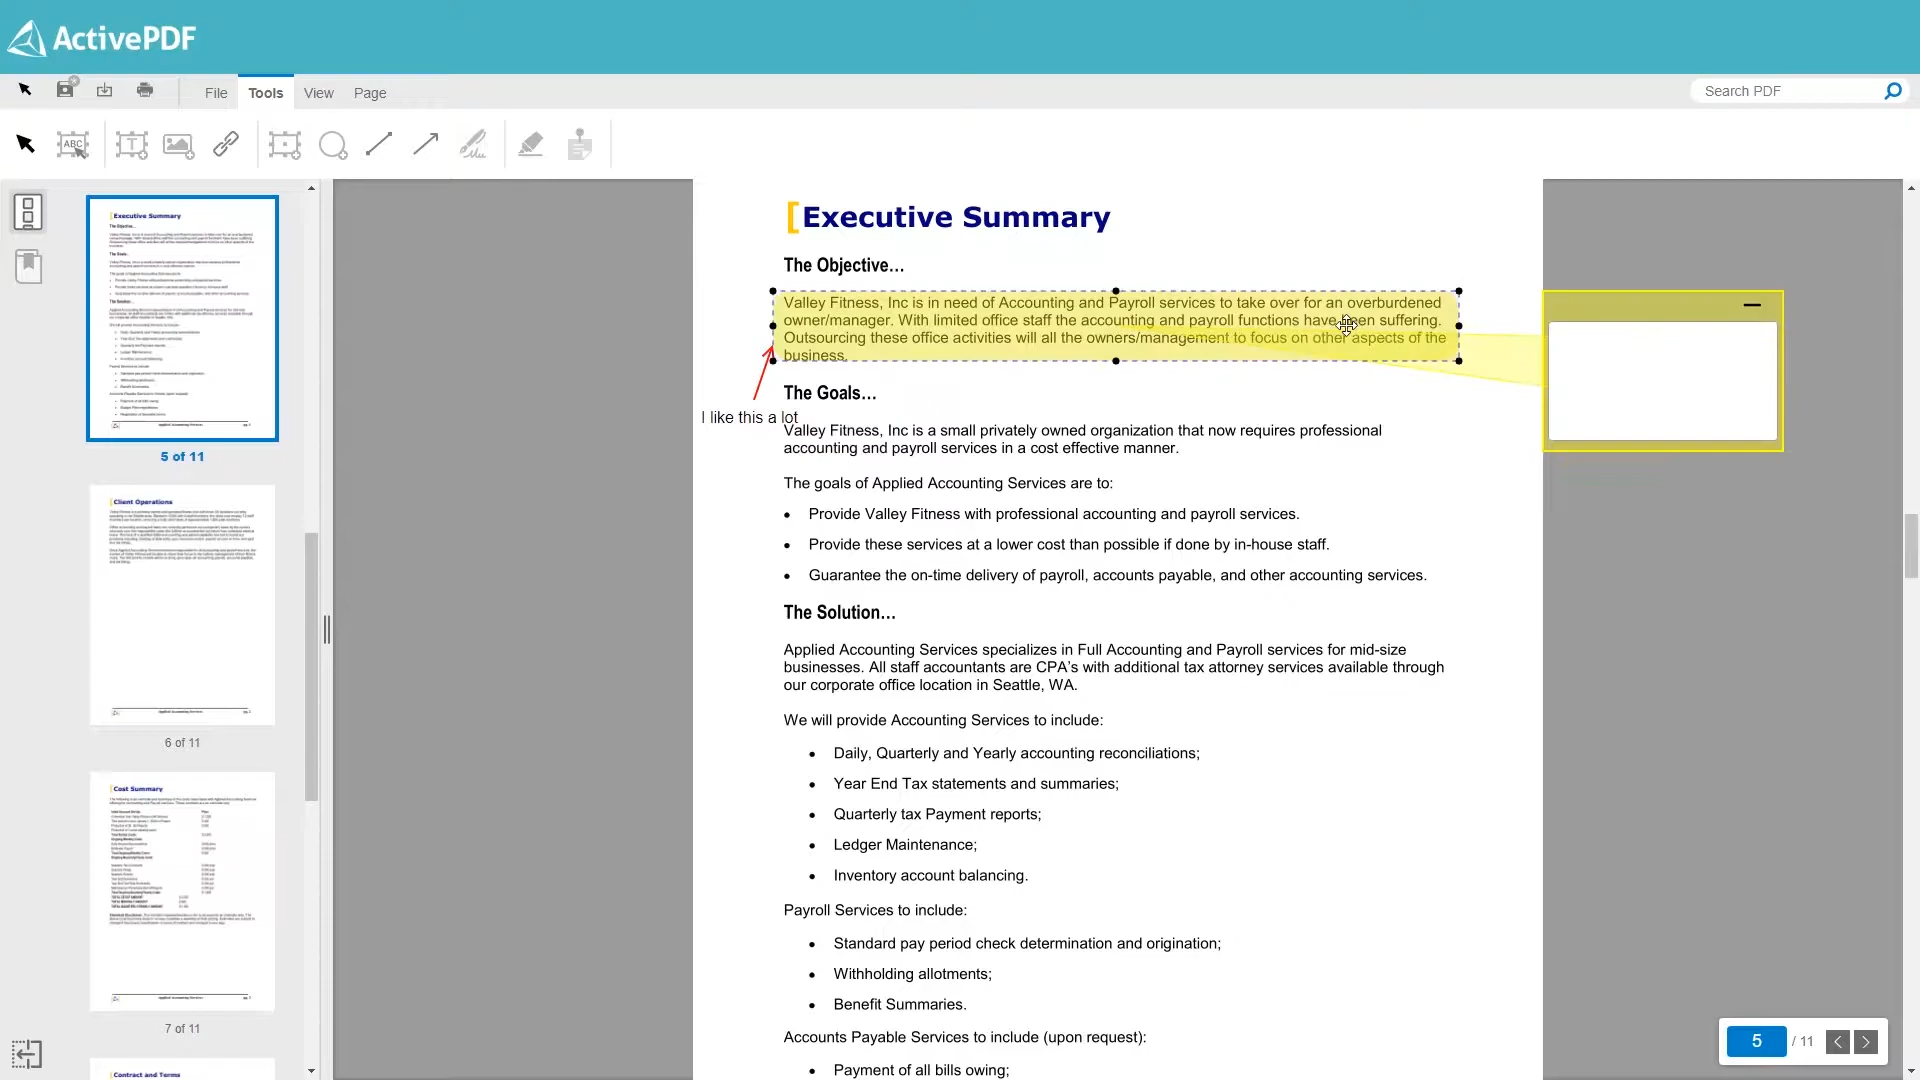 ActivePDF
File Tools View Page
Search PDF
ABC
T
Executive Summary
5 of 11
Client Operations
6 of 11
Cost Summary
7 of 11
Contract and Terms
Executive Summary
The Objective…
Valley Fitness, Inc is in need of Accounting and Payroll services to take over for an overburdened
owner/manager. With limited office staff the accounting and payroll functions have been suffering.
Outsourcing these office activities will all the owners/management to focus on other aspects of the
business.
I like this a lot
The Goals…
Valley Fitness, Inc is a small privately owned organization that now requires professional
accounting and payroll services in a cost effective manner.
The goals of Applied Accounting Services are to:
• Provide Valley Fitness with professional accounting and payroll services.
• Provide these services at a lower cost than possible if done by in-house staff.
• Guarantee the on-time delivery of payroll, accounts payable, and other accounting services.
The Solution…
Applied Accounting Services specializes in Full Accounting and Payroll services for mid-size
businesses. All staff accountants are CPA's with additional tax attorney services available through
our corporate office location in Seattle, WA.
We will provide Accounting Services to include:
• Daily, Quarterly and Yearly accounting reconciliations;
• Year End Tax statements and summaries;
• Quarterly tax Payment reports;
• Ledger Maintenance;
• Inventory account balancing.
Payroll Services to include:
• Standard pay period check determination and origination;
• Withholding allotments;
• Benefit Summaries.
Accounts Payable Services to include (upon request):
• Payment of all bills owing;
5 / 11